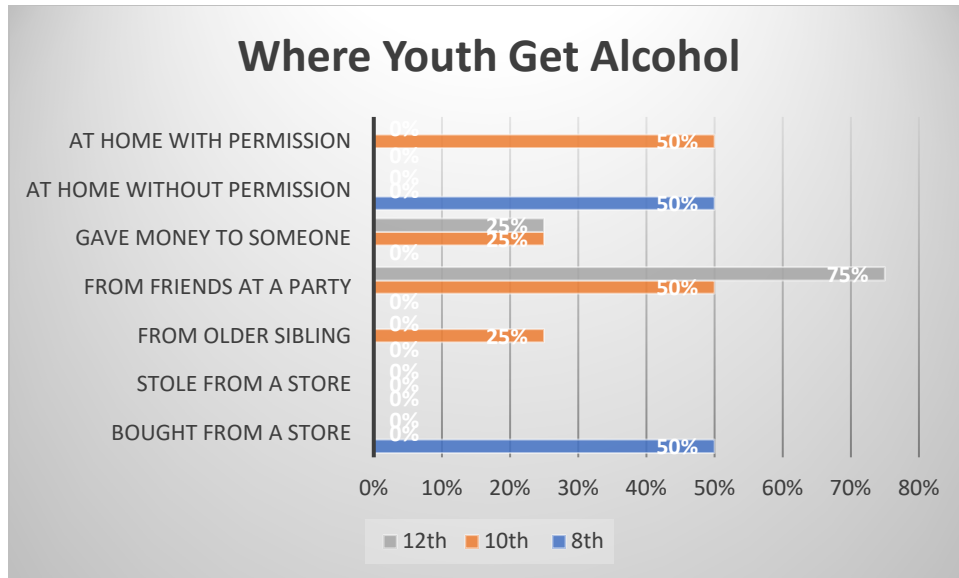 Where Youth Get Alcohol
AT HOME WITH PERMISSION
0%
50%
0%
AT HOME WITHOUT PERMISSION
0%
0%
50%
GAVE MONEY TO SOMEONE
25%
25%
0%
FROM FRIENDS AT A PARTY
75%
50%
0%
FROM OLDER SIBLING
0%
25%
0%
STOLE FROM A STORE
0%
0%
0%
BOUGHT FROM A STORE
0%
0%
50%
0% 10% 20% 30% 40% 50% 60% 70% 80%
12th 10th 8th